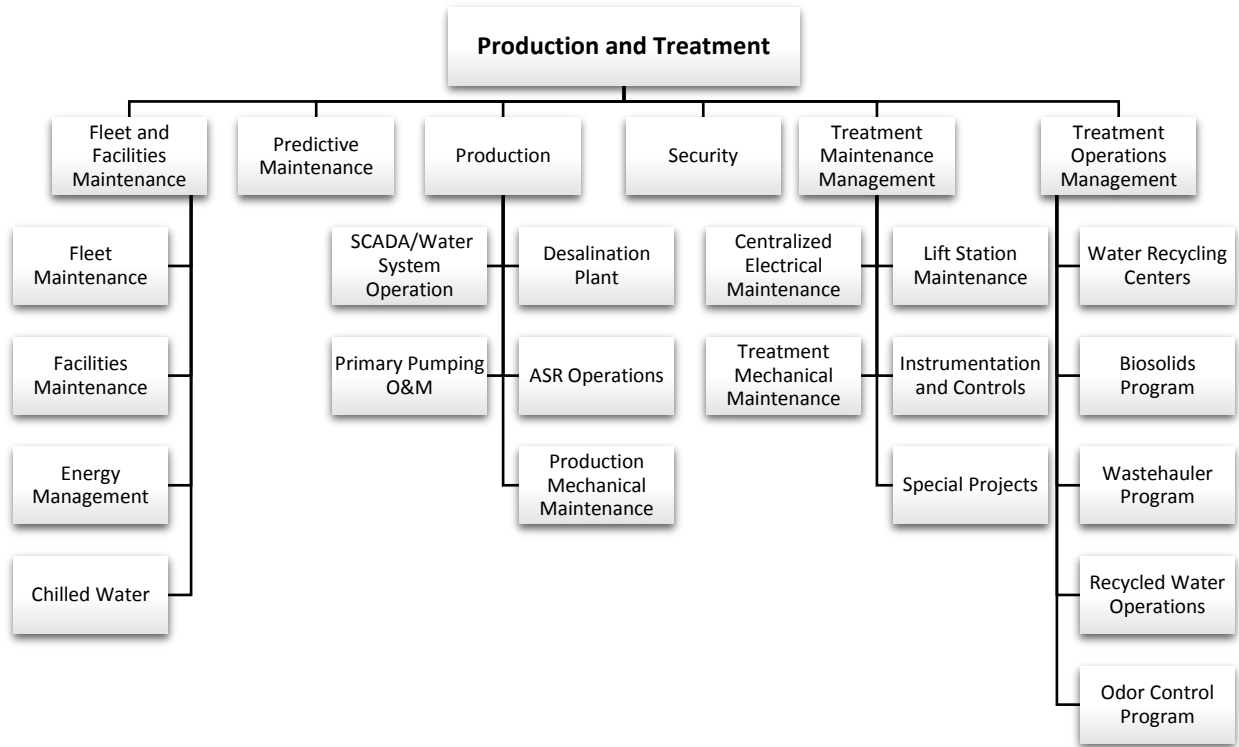 Production and Treatment
Fleet and
Facilities
Maintenance
Predictive
Maintenance
Production
Security
Treatment
Maintenance
Management
Treatment
Operations
Management
Fleet
Maintenance
Facilities
Maintenance
Energy
Management
Chilled Water
SCADA/Water
System
Operation
Desalination
Plant
Primary Pumping
O&M
ASR Operations
Production
Mechanical
Maintenance
Centralized
Electrical
Maintenance
Lift Station
Maintenance
Treatment
Mechanical
Maintenance
Instrumentation
and Controls
Special Projects
Water Recycling
Centers
Biosolids
Program
Wastehauler
Program
Recycled Water
Operations
Odor Control
Program